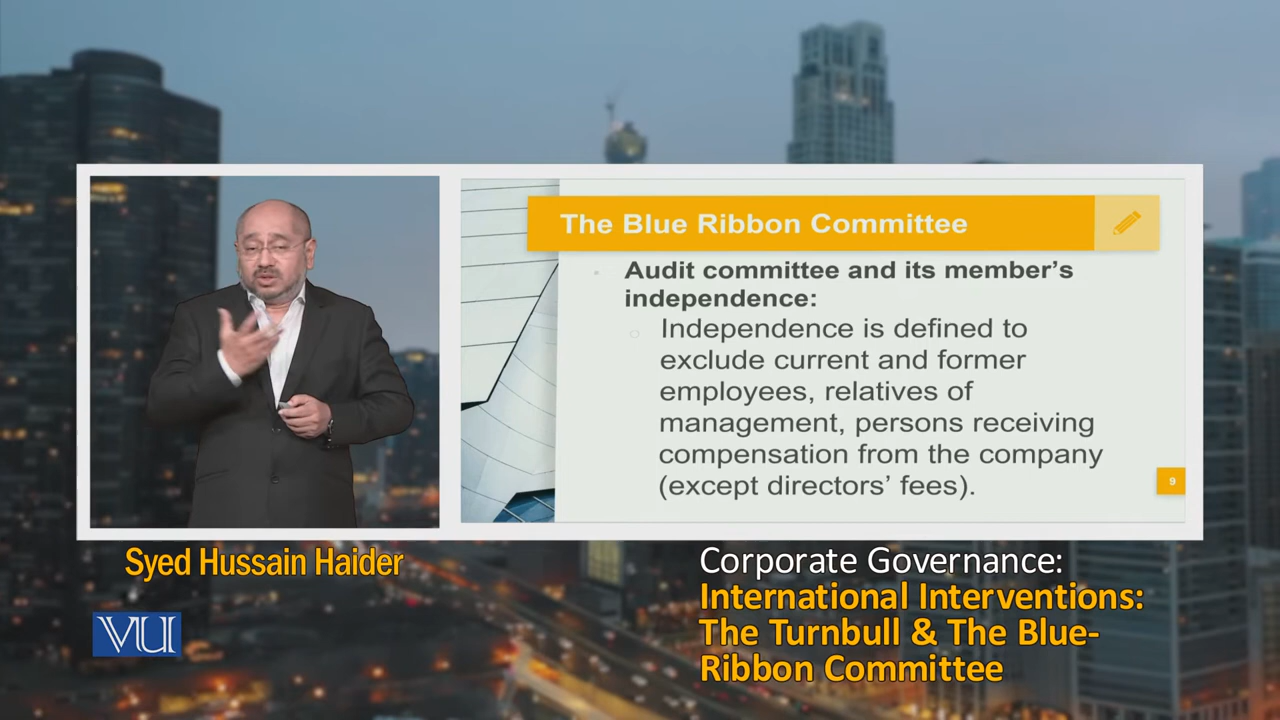 The Blue Ribbon Committee
Audit committee and its member’s
independence:
Independence is defined to
exclude current and former
employees, relatives of
management, persons receiving
compensation from the company
(except directors’ fees).
9
Syed Hussain Haider
VU
Corporate Governance:
International Interventions:
The Turnbull & The Blue-
Ribbon Committee